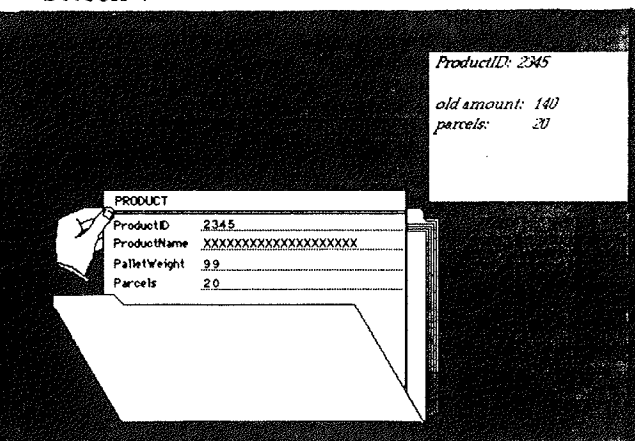 ProductID: 2345
old amount: 140
parcels: 20
PRODUCT
ProductID 2345
ProductName XXXXXXXXXXXXXXXXXXXX
PalletWeight 99
Parcels 20